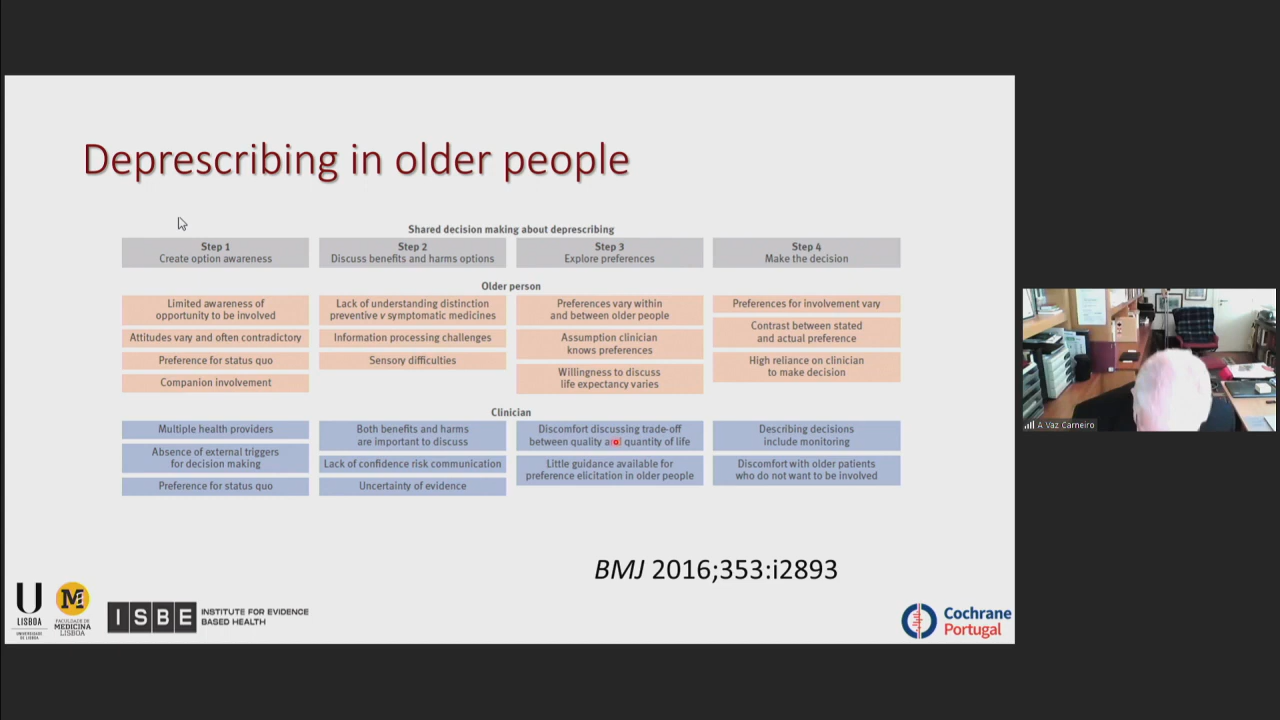 Deprescribing in older people
Shared decision making about deprescribing
Step 1
Create option awareness
Step 2
Discuss benefits and harms options
Step 3
Explore preferences
Step 4
Make the decision
Older person
Limited awareness of
opportunity to be involved
Attitudes vary and often contradictory
Preference for status quo
Companion involvement
Lack of understanding distinction
preventive v symptomatic medicines
Information processing challenges
Sensory difficulties
Preferences vary within
and between older people
Assumption clinician
knows preferences
Willingness to discuss
life expectancy varies
Preferences for involvement vary
Contrast between stated
and actual preference
High reliance on clinician
to make decision
Clinician
Multiple health providers
Absence of external triggers
for decision making
Preference for status quo
Both benefits and harms
are important to discuss
Lack of confidence risk communication
Uncertainty of evidence
Discomfort discussing trade-off
between quality and quantity of life
Little guidance available for
preference elicitation in older people
Describing decisions
include monitoring
Discomfort with older patients
who do not want to be involved
BMJ 2016;353:i2893
U
LISBOA
UNIVERSIDADE
DE LISBOA
M
FACULDADE DE
MEDICINA
LISBOA
ISBE
INSTITUTE FOR EVIDENCE
BASED HEALTH
Cochrane
Portugal
A Vaz Carneiro